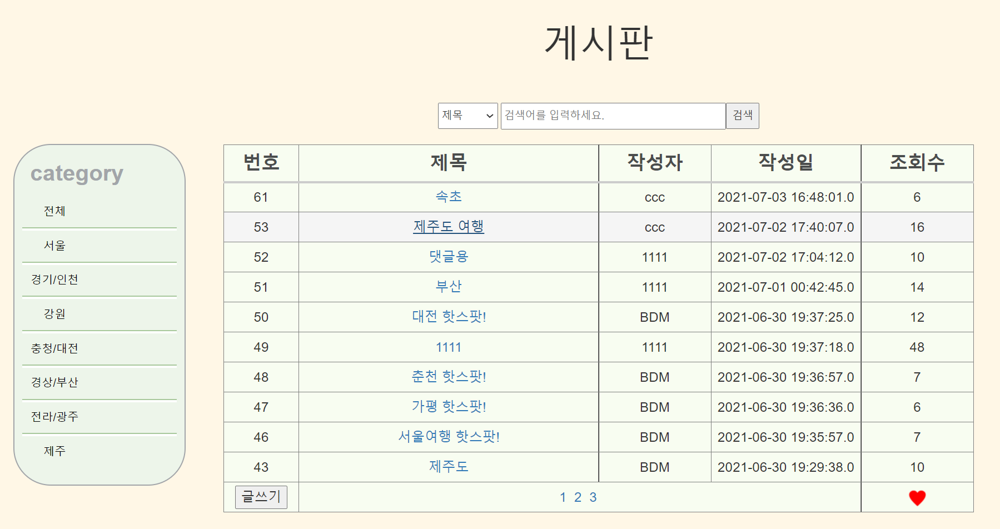 게시판
제목 검색어를 입력하세요. 검색
category
전체
서울
경기/인천
강원
충청/대전
경상/부산
전라/광주
제주
번호 제목 작성자 작성일 조회수
61 속초 ccc 2021-07-03 16:48:01.0 6
53 제주도 여행 ccc 2021-07-02 17:40:07.0 16
52 댓글용 1111 2021-07-02 17:04:12.0 10
51 부산 1111 2021-07-01 00:42:45.0 14
50 대전 핫스팟! BDM 2021-06-30 19:37:25.0 12
49 1111 1111 2021-06-30 19:37:18.0 48
48 춘천 핫스팟! BDM 2021-06-30 19:36:57.0 7
47 가평 핫스팟! BDM 2021-06-30 19:36:36.0 6
46 서울여행 핫스팟! BDM 2021-06-30 19:35:57.0 7
43 제주도 BDM 2021-06-30 19:29:38.0 10
글쓰기 1 2 3